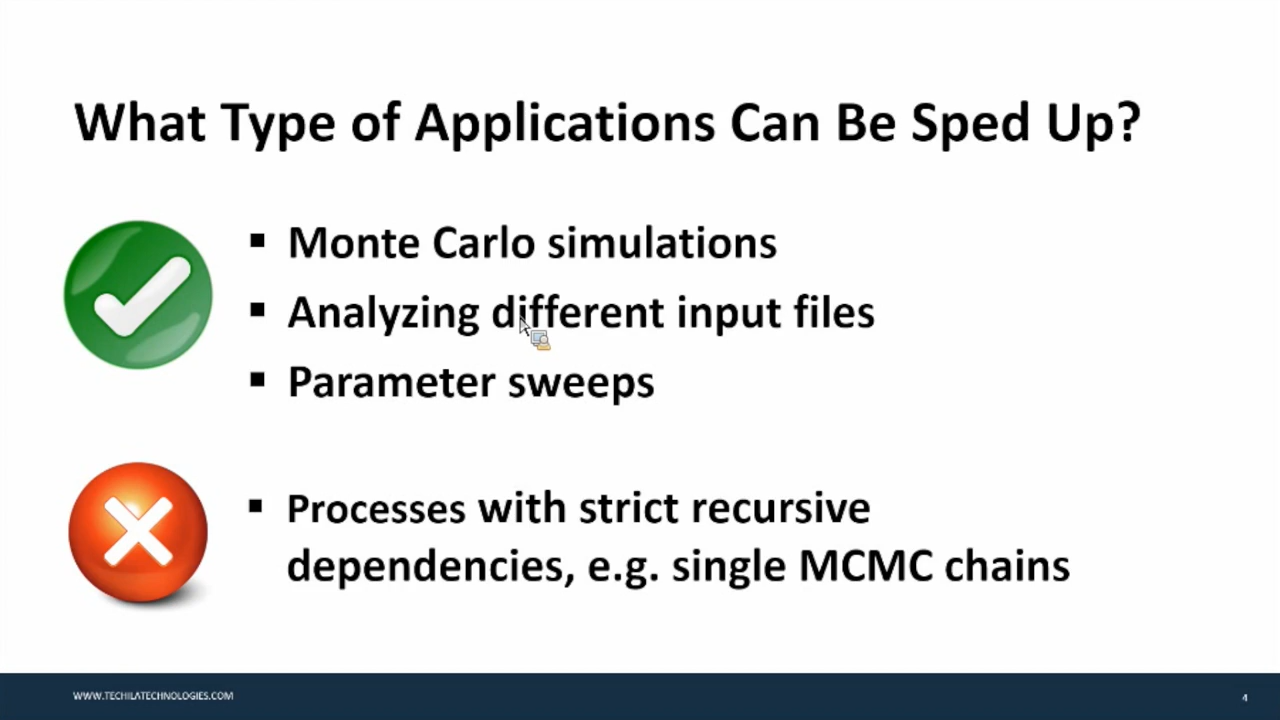 What Type of Applications Can Be Sped Up?
▪ Monte Carlo simulations
▪ Analyzing different input files
▪ Parameter sweeps
▪ Processes with strict recursive
dependencies, e.g. single MCMC chains
WWW.TECHILATECHNOLOGIES.COM
4